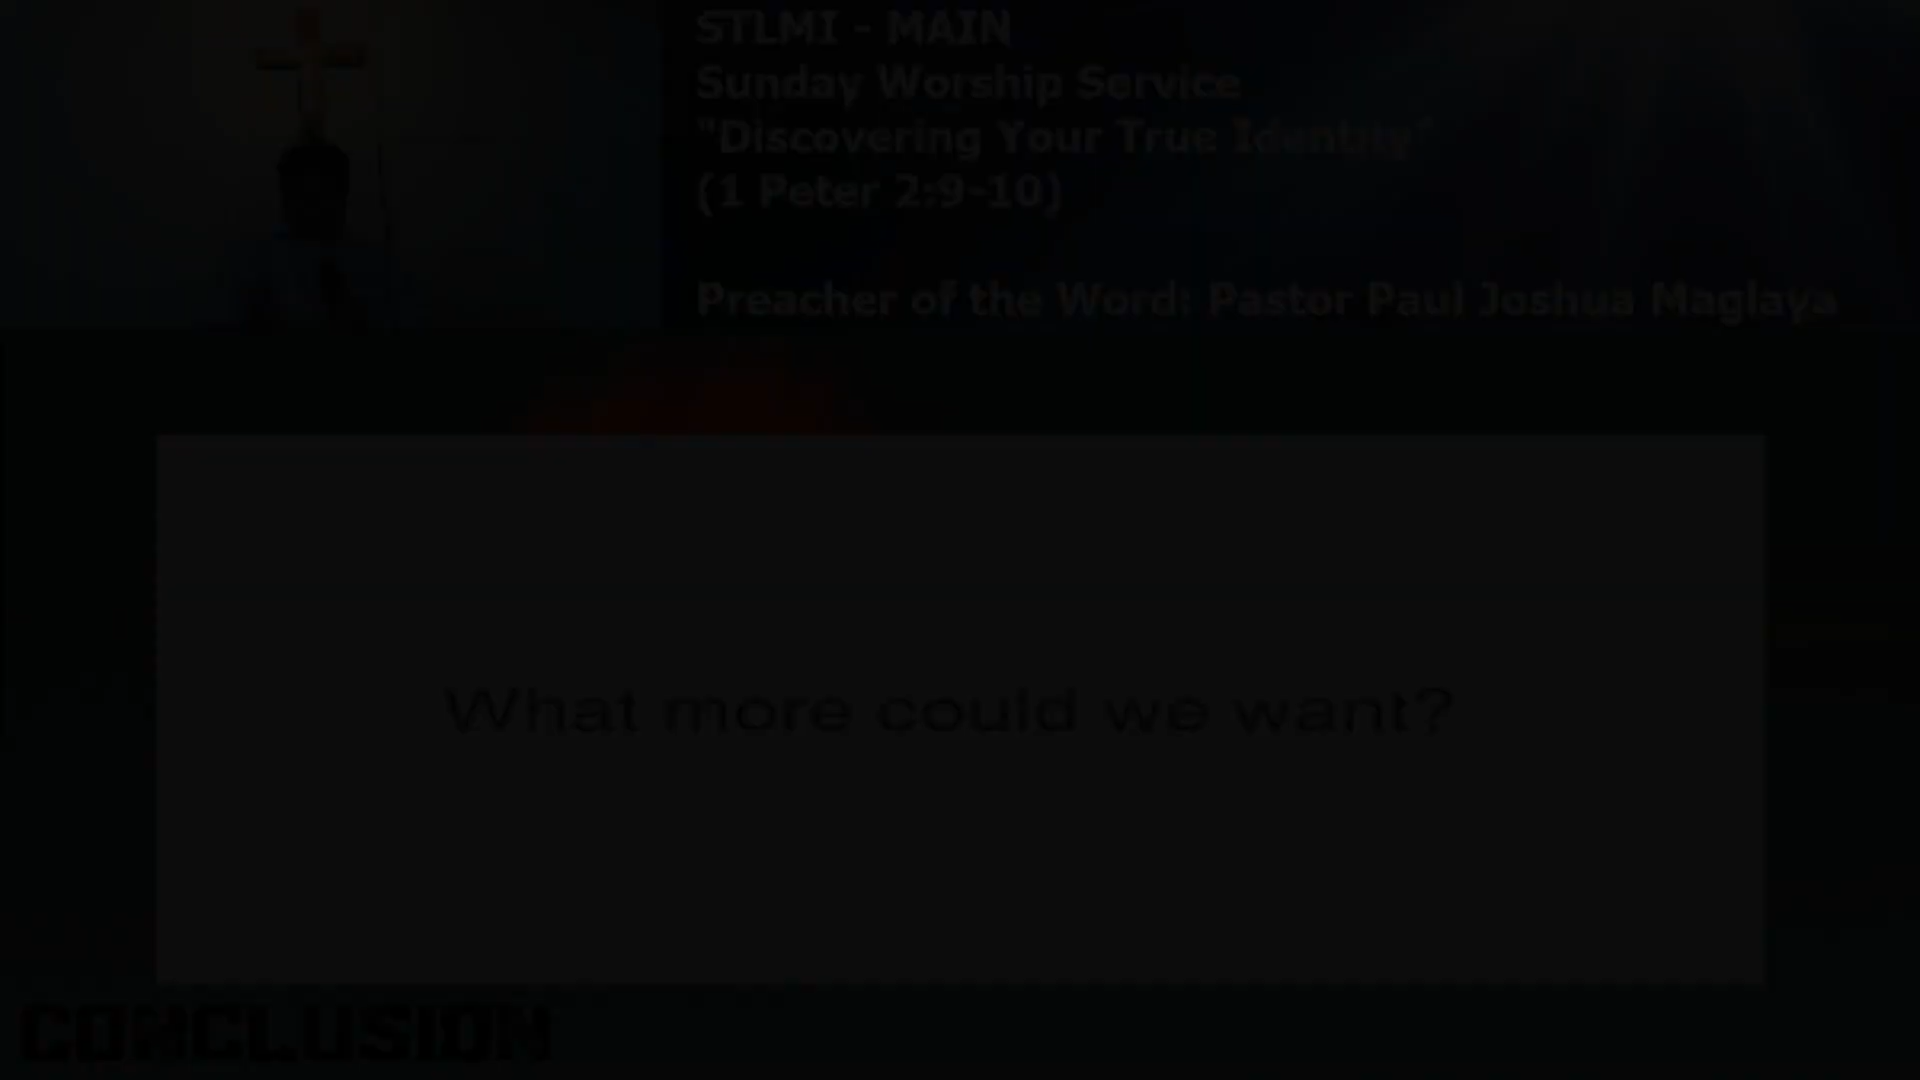 STLMI - MAIN
Sunday Worship Service
"Discovering Your True Identity"
(1 Peter 2:9-10)
Preacher of the Word: Pastor Paul Joshua Maglaya
What more could we want?
CONCLUSION